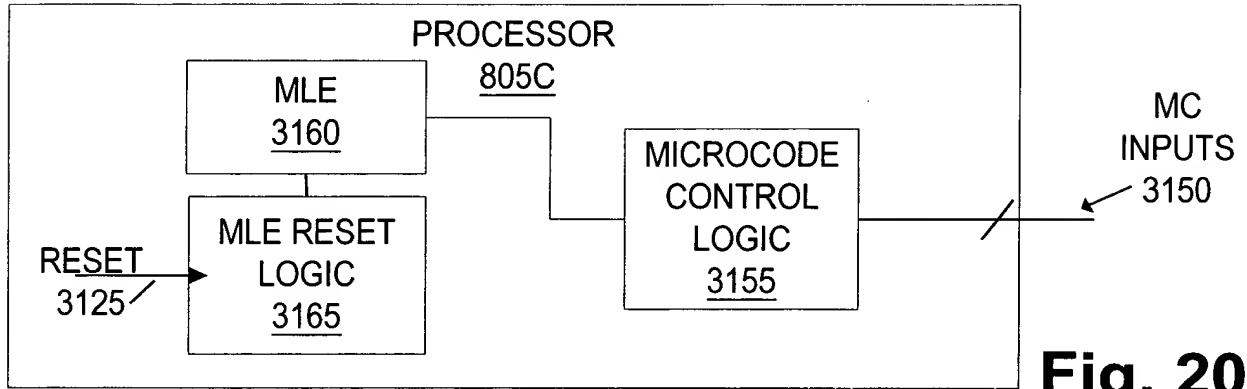 PROCESSOR
805C
MLE
3160
MLE RESET
LOGIC
3165
RESET
3125
MICROCODE
CONTROL
LOGIC
3155
MC
INPUTS
3150
Fig. 20